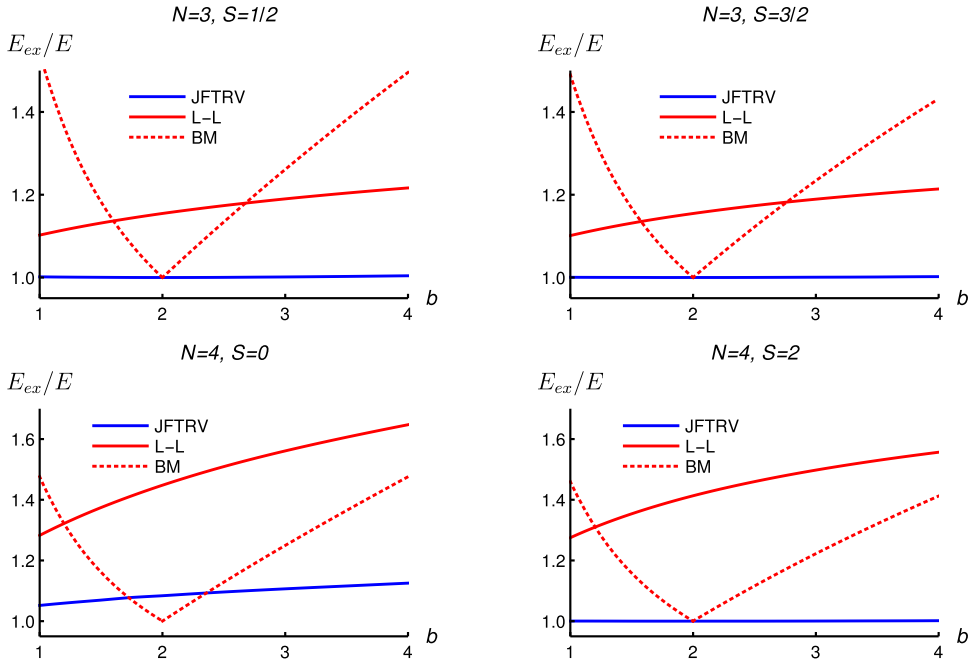 N=3, S=1/2
E_ex/E
JFTRV
L-L
BM
1.4
1.2
1.0
1 2 3 4
b
N=3, S=3/2
E_ex/E
JFTRV
L-L
BM
1.4
1.2
1.0
1 2 3 4
b
N=4, S=0
E_ex/E
JFTRV
L-L
BM
1.6
1.4
1.2
1.0
1 2 3 4
b
N=4, S=2
E_ex/E
JFTRV
L-L
BM
1.6
1.4
1.2
1.0
1 2 3 4
b